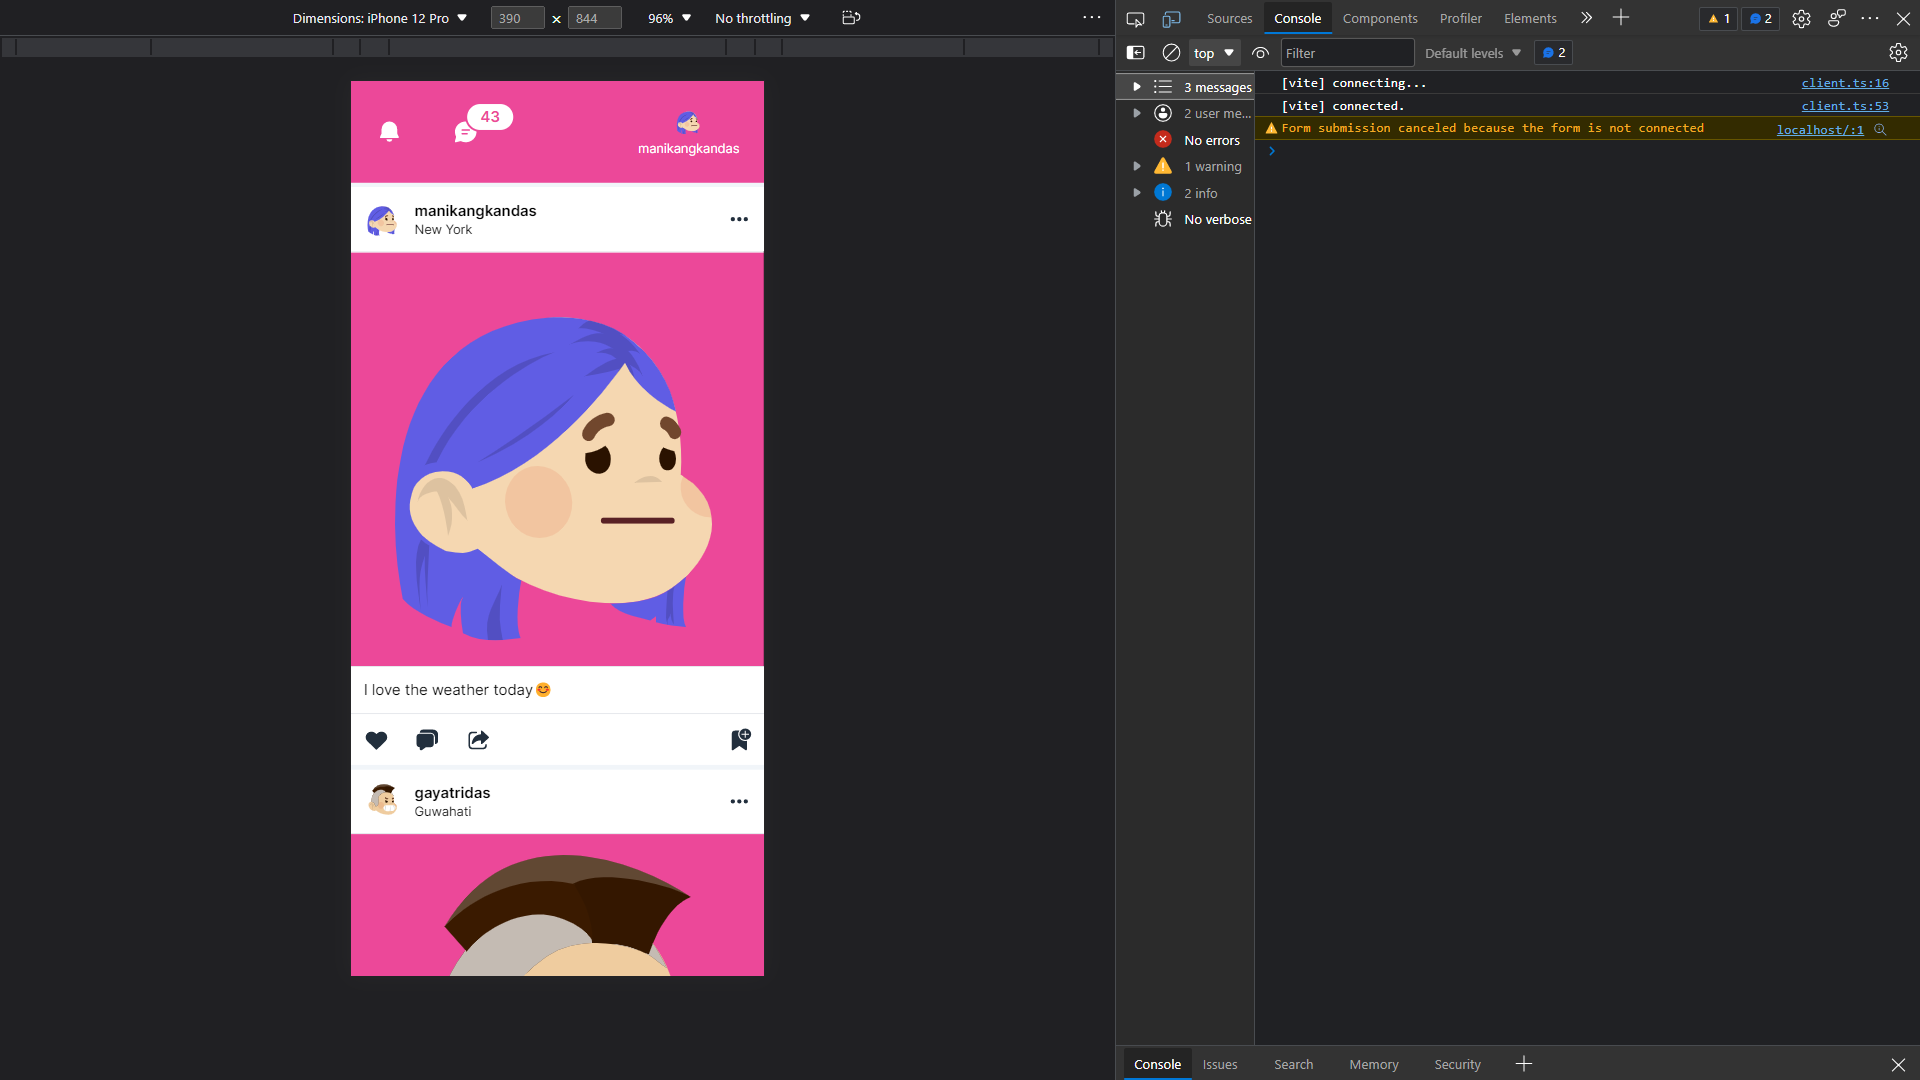 Dimensions: iPhone 12 Pro 390 × 844 96% No throttling
43
manikangkandas
manikangkandas
New York
I love the weather today😊
gayatridas
Guwahati
Sources Console Components Profiler Elements 1 2
top Filter Default levels 2
3 messages
2 user me...
No errors
1 warning
2 info
No verbose
[vite] connecting... client.ts:16
[vite] connected. client.ts:53
Form submission canceled because the form is not connected localhost/:1
Console Issues Search Memory Security